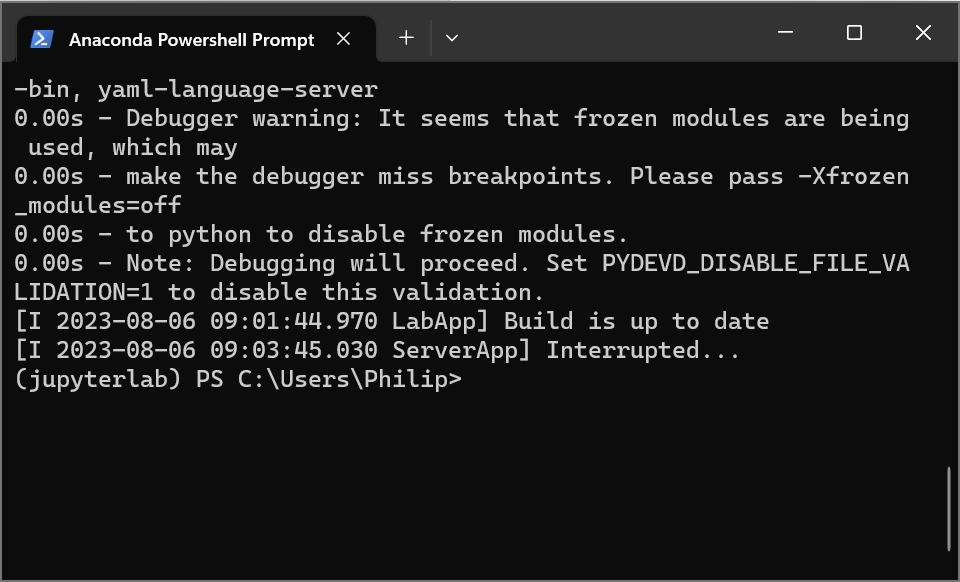 Anaconda Powershell Prompt
-bin, yaml-language-server
0.00s - Debugger warning: It seems that frozen modules are being
 used, which may
0.00s - make the debugger miss breakpoints. Please pass -Xfrozen
_modules=off
0.00s - to python to disable frozen modules.
0.00s - Note: Debugging will proceed. Set PYDEVD_DISABLE_FILE_VA
LIDATION=1 to disable this validation.
[I 2023-08-06 09:01:44.970 LabApp] Build is up to date
[I 2023-08-06 09:03:45.030 ServerApp] Interrupted...
(jupyterlab) PS C:\Users\Philip>